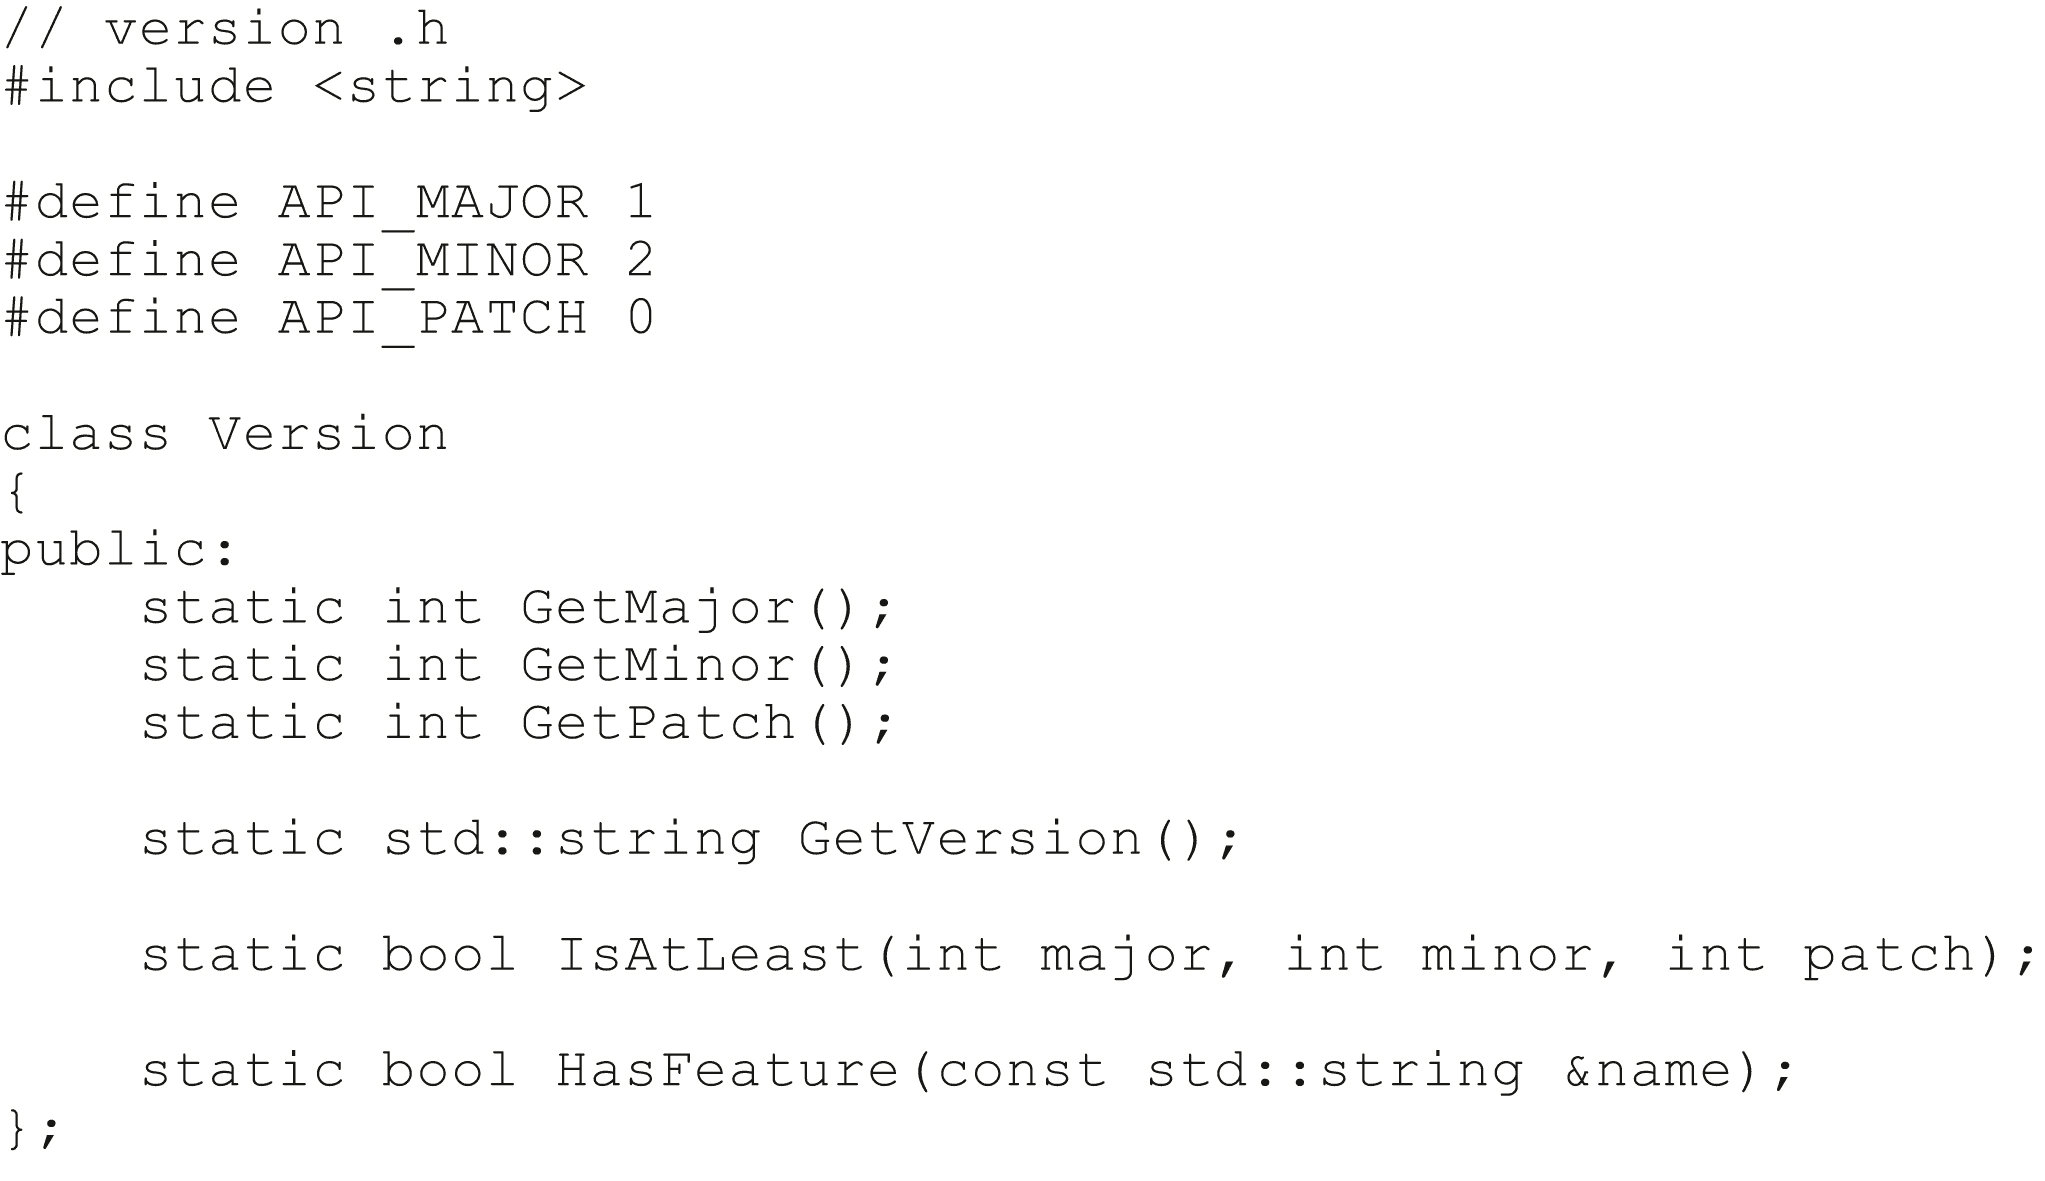 // version .h
#include <string>
#define API_MAJOR 1
#define API_MINOR 2
#define API_PATCH 0
class Version
{
public:
    static int GetMajor();
    static int GetMinor();
    static int GetPatch();
    static std::string GetVersion();
    static bool IsAtLeast(int major, int minor, int patch);
    static bool HasFeature(const std::string &name);
};